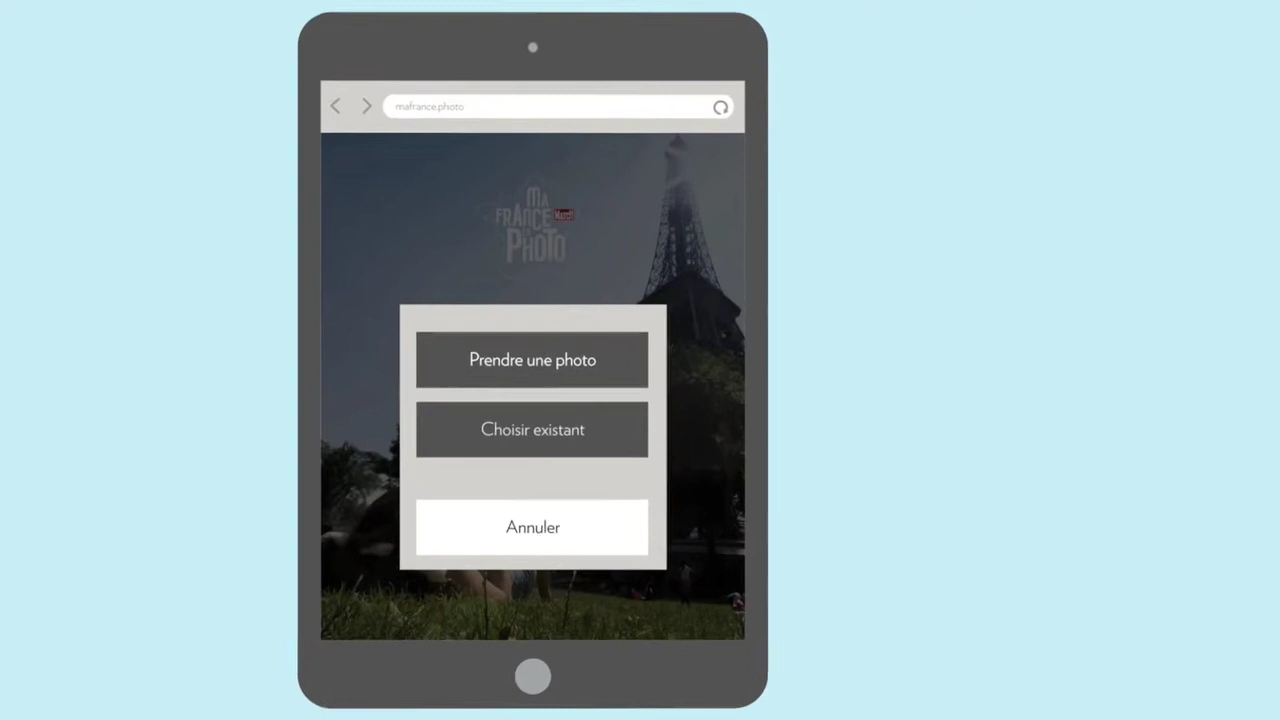 mafrance.photo
MA
FRANCE
PHOTO
Prendre une photo
Choisir existant
Annuler